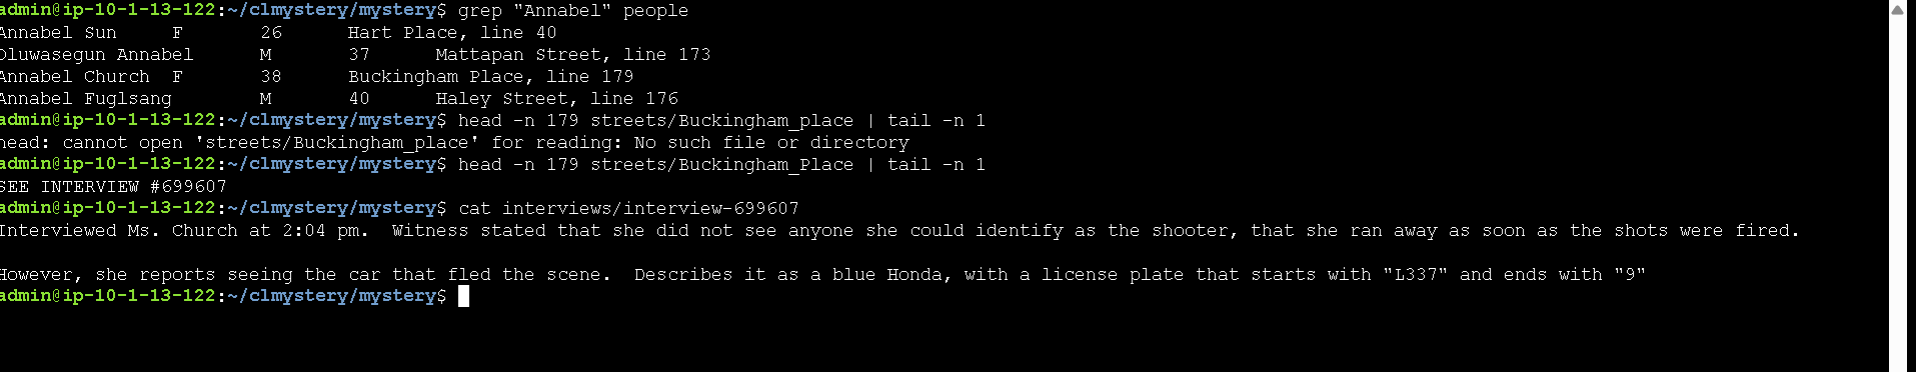 admin@ip-10-1-13-122:~/clmystery/mystery$ grep "Annabel" people
Annabel Sun     F       26      Hart Place, line 40
Oluwasegun Annabel      M       37      Mattapan Street, line 173
Annabel Church  F       38      Buckingham Place, line 179
Annabel Fuglsang        M       40      Haley Street, line 176
admin@ip-10-1-13-122:~/clmystery/mystery$ head -n 179 streets/Buckingham_place | tail -n 1
head: cannot open 'streets/Buckingham_place' for reading: No such file or directory
admin@ip-10-1-13-122:~/clmystery/mystery$ head -n 179 streets/Buckingham_Place | tail -n 1
SEE INTERVIEW #699607
admin@ip-10-1-13-122:~/clmystery/mystery$ cat interviews/interview-699607
Interviewed Ms. Church at 2:04 pm.  Witness stated that she did not see anyone she could identify as the shooter, that she ran away as soon as the shots were fired.
However, she reports seeing the car that fled the scene.  Describes it as a blue Honda, with a license plate that starts with "L337" and ends with "9"
admin@ip-10-1-13-122:~/clmystery/mystery$